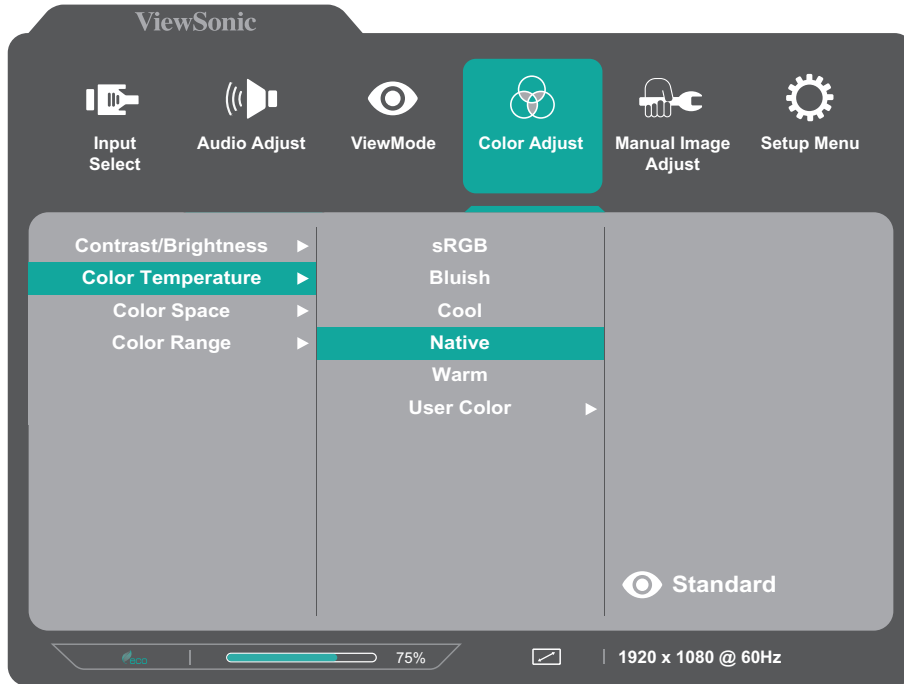 ViewSonic
Input
Select
Audio Adjust
ViewMode
Color Adjust
Manual Image
Adjust
Setup Menu
Contrast/Brightness
Color Temperature
Color Space
Color Range
sRGB
Bluish
Cool
Native
Warm
User Color
Standard
eco
75%
1920 x 1080 @ 60Hz